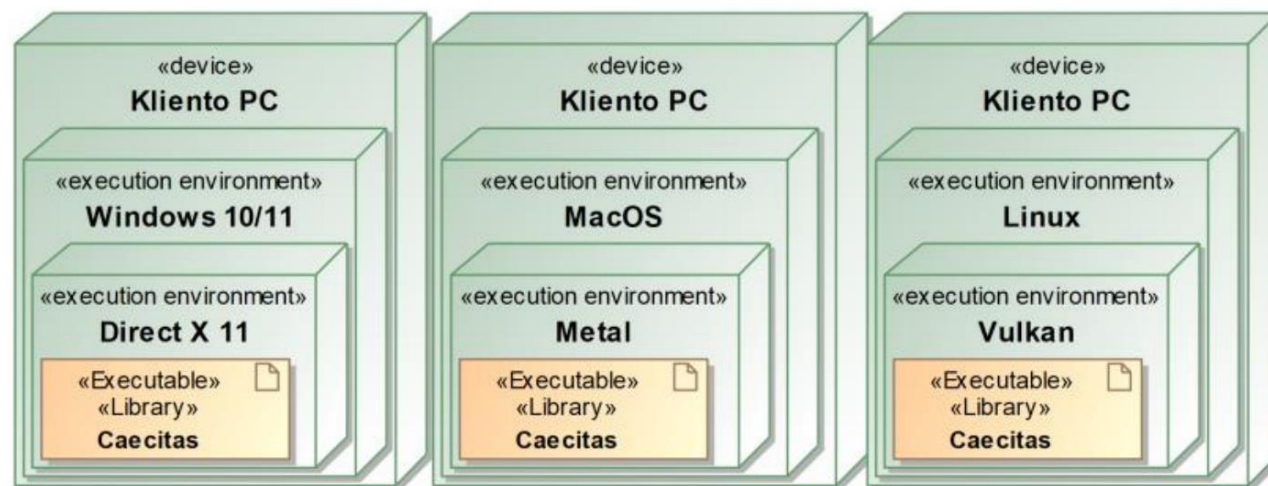 «device»
Kliento PC
«execution environment»
Windows 10/11
«execution environment»
Direct X 11
«Executable»
«Library»
Caecitas
«device»
Kliento PC
«execution environment»
MacOS
«execution environment»
Metal
«Executable»
«Library»
Caecitas
«device»
Kliento PC
«execution environment»
Linux
«execution environment»
Vulkan
«Executable»
«Library»
Caecitas